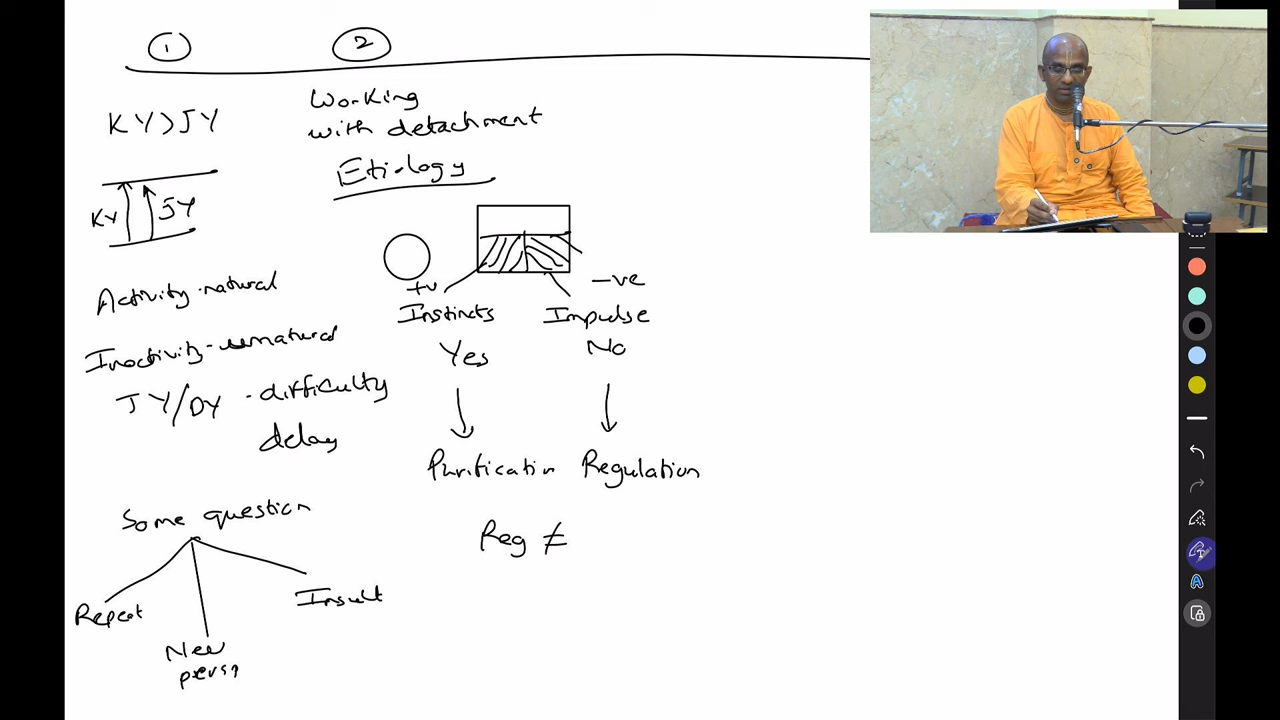 1
2
KY > JY
Working
with detachment
Etiology
KY JY
Activity - natural
Inactivity - unnatural
JY/DY - difficulty
delay
+ve
-ve
Instincts
Impulse
Yes
No
Purification
Regulation
Reg ≠
Some question
Repeat
New
person
Insult
A